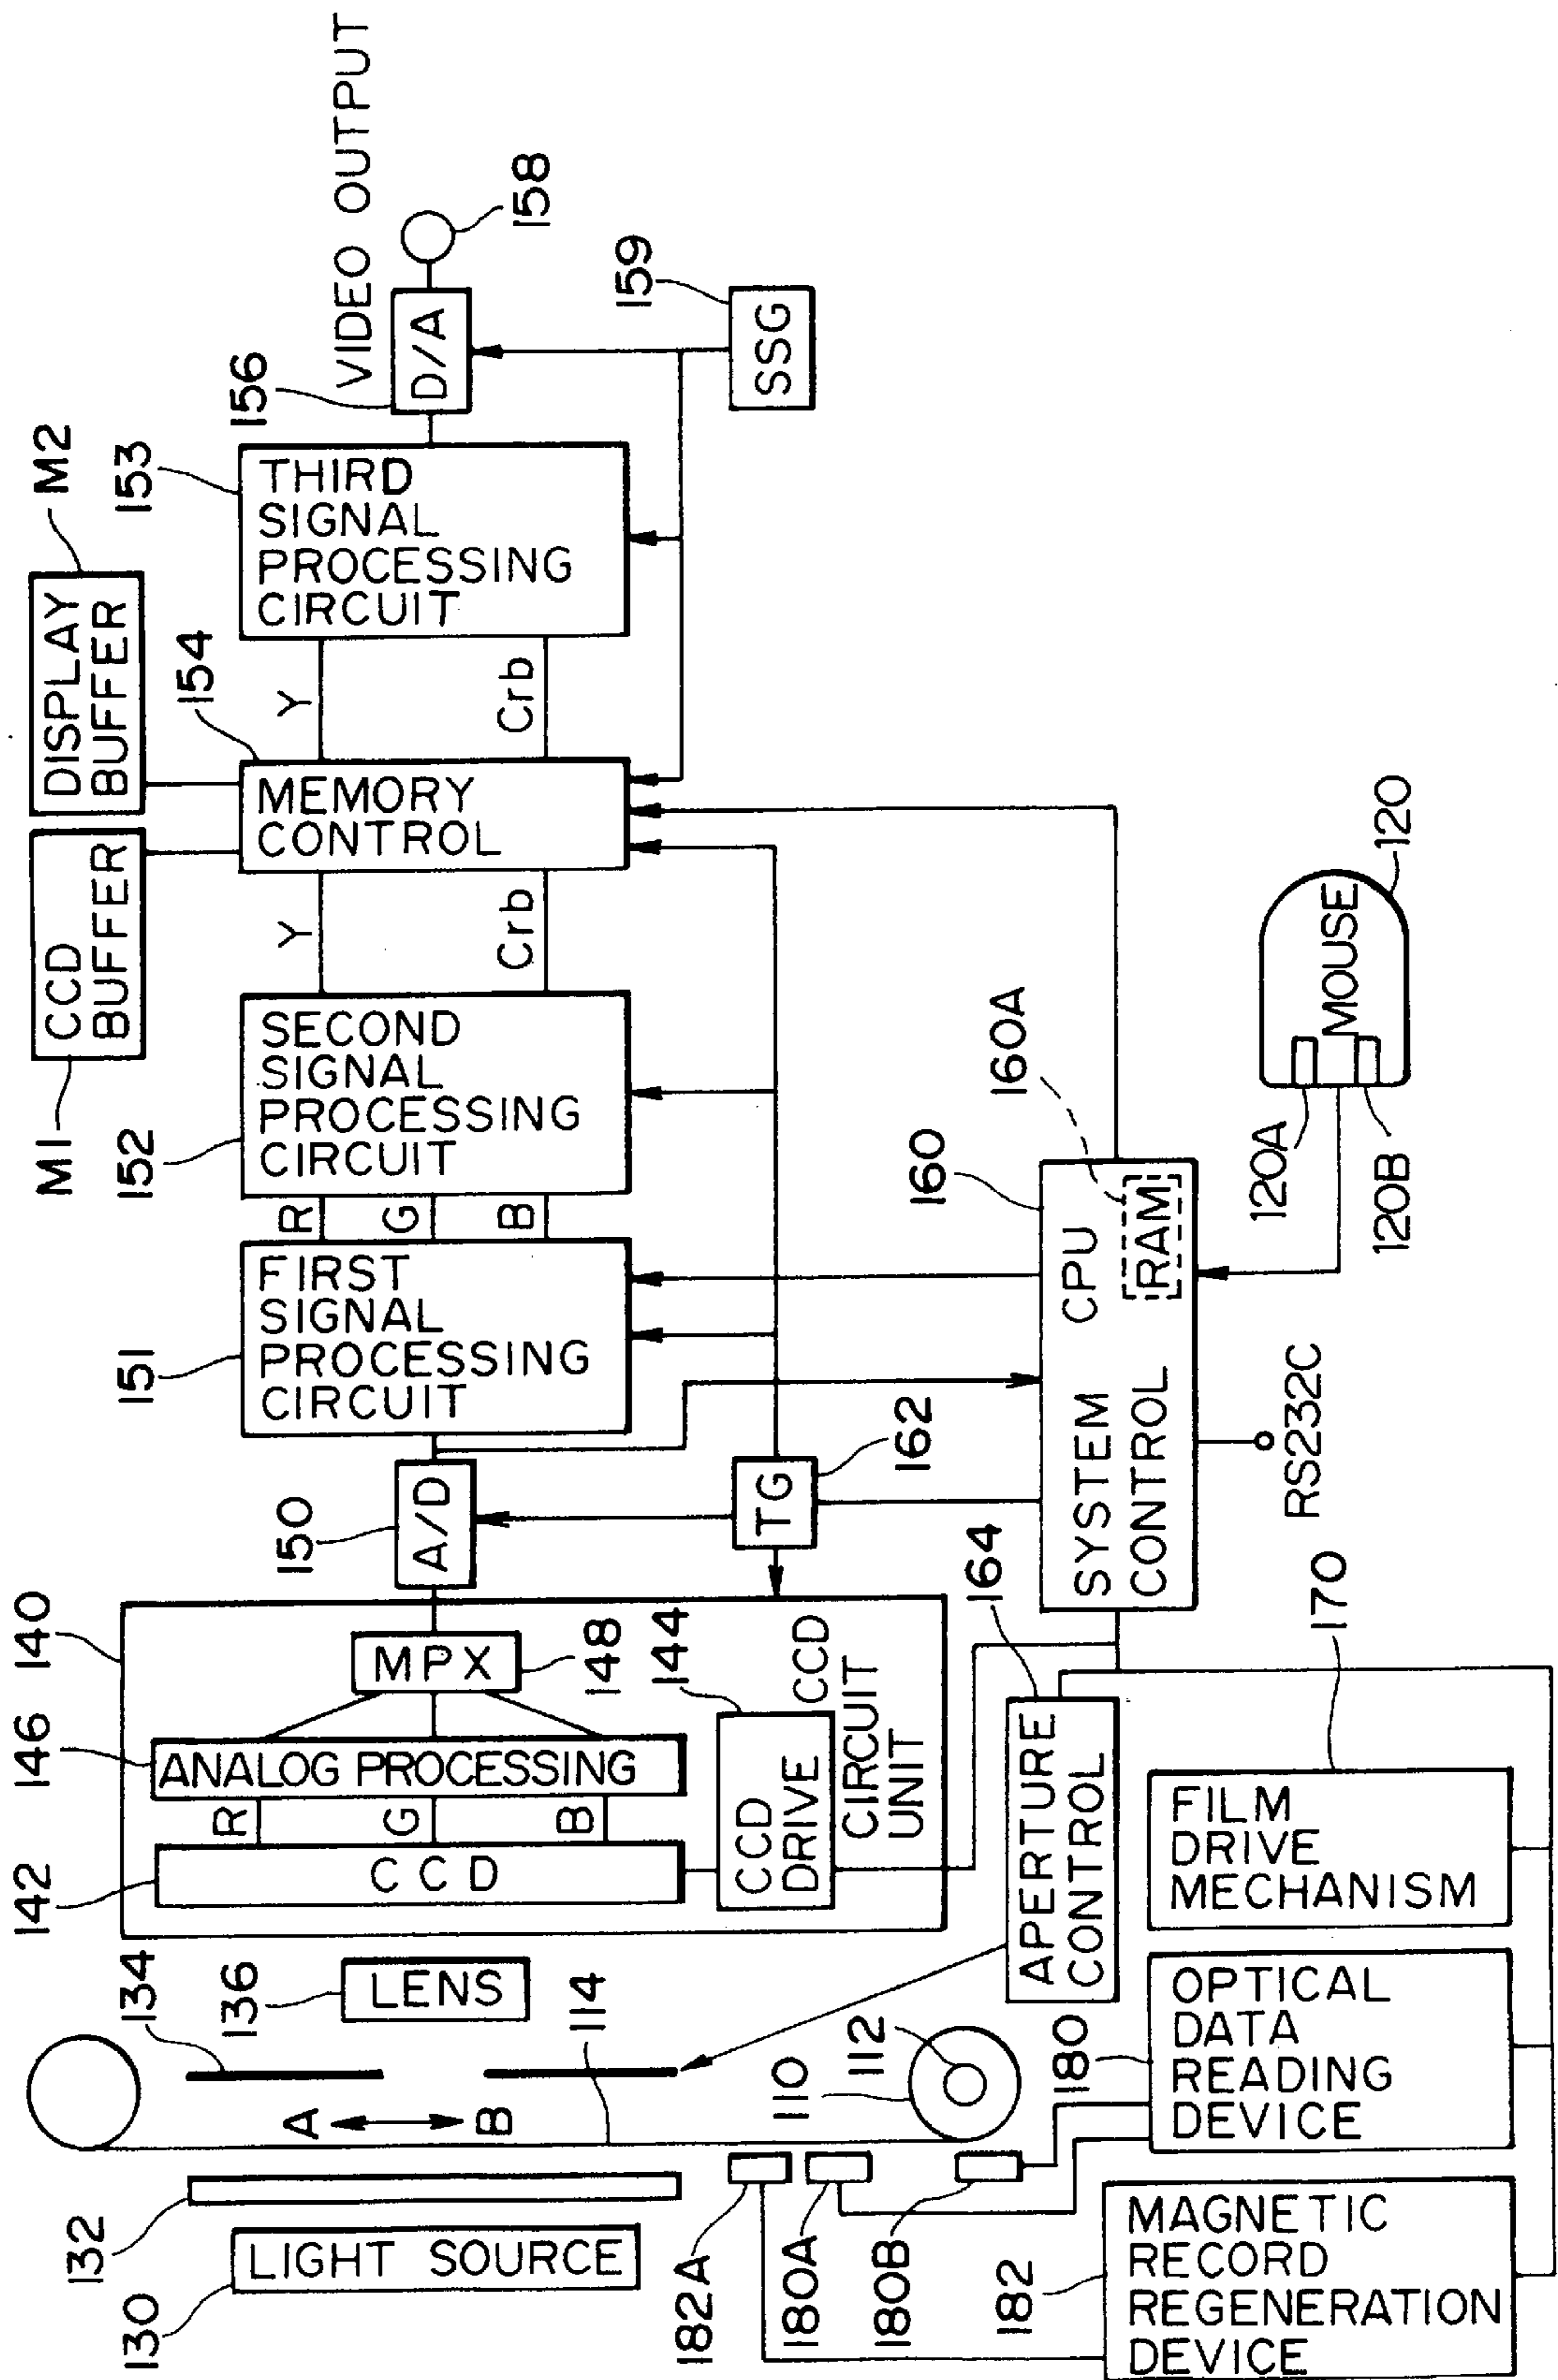 VIDEO OUTPUT
M1
CCD
BUFFER
DISPLAY
BUFFER
M2
140
146
142
R
G
B
CCD
ANALOG PROCESSING
MPX
148
144
CCD
DRIVE
CCD
CIRCUIT
UNIT
150
A/D
151
FIRST
SIGNAL
PROCESSING
CIRCUIT
R
G
B
152
SECOND
SIGNAL
PROCESSING
CIRCUIT
Y
Crb
154
MEMORY
CONTROL
Y
Crb
153
THIRD
SIGNAL
PROCESSING
CIRCUIT
156
D/A
158
159
SSG
130
LIGHT SOURCE
132
134
136
LENS
A
B
114
110
112
182A
180A
180B
164
APERTURE
CONTROL
TG
162
160
160A
CPU
RAM
SYSTEM
CONTROL
RS232C
MOUSE
120
120A
120B
182
MAGNETIC
RECORD
REGENERATION
DEVICE
180
OPTICAL
DATA
READING
DEVICE
170
FILM
DRIVE
MECHANISM